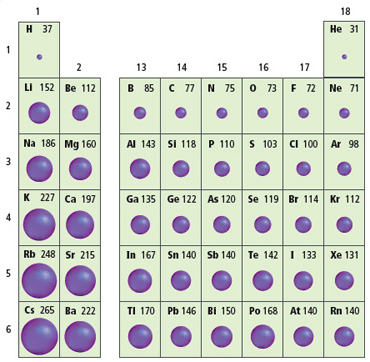 1 18
H 37 He 31
1
2 13 14 15 16 17
Li 152 Be 112 B 85 C 77 N 75 O 73 F 72 Ne 71
2
Na 186 Mg 160 Al 143 Si 118 P 110 S 103 Cl 100 Ar 98
3
K 227 Ca 197 Ga 135 Ge 122 As 120 Se 119 Br 114 Kr 112
4
Rb 248 Sr 215 In 167 Sn 140 Sb 140 Te 142 I 133 Xe 131
5
Cs 265 Ba 222 Tl 170 Pb 146 Bi 150 Po 168 At 140 Rn 140
6